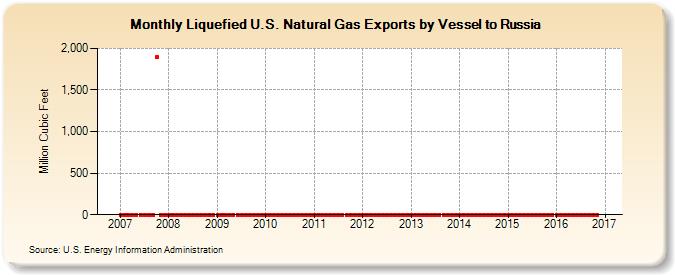 Monthly Liquefied U.S. Natural Gas Exports by Vessel to Russia
Million Cubic Feet
2,000
1,500
1,000
500
0
2007 2008 2009 2010 2011 2012 2013 2014 2015 2016 2017
Source: U.S. Energy Information Administration